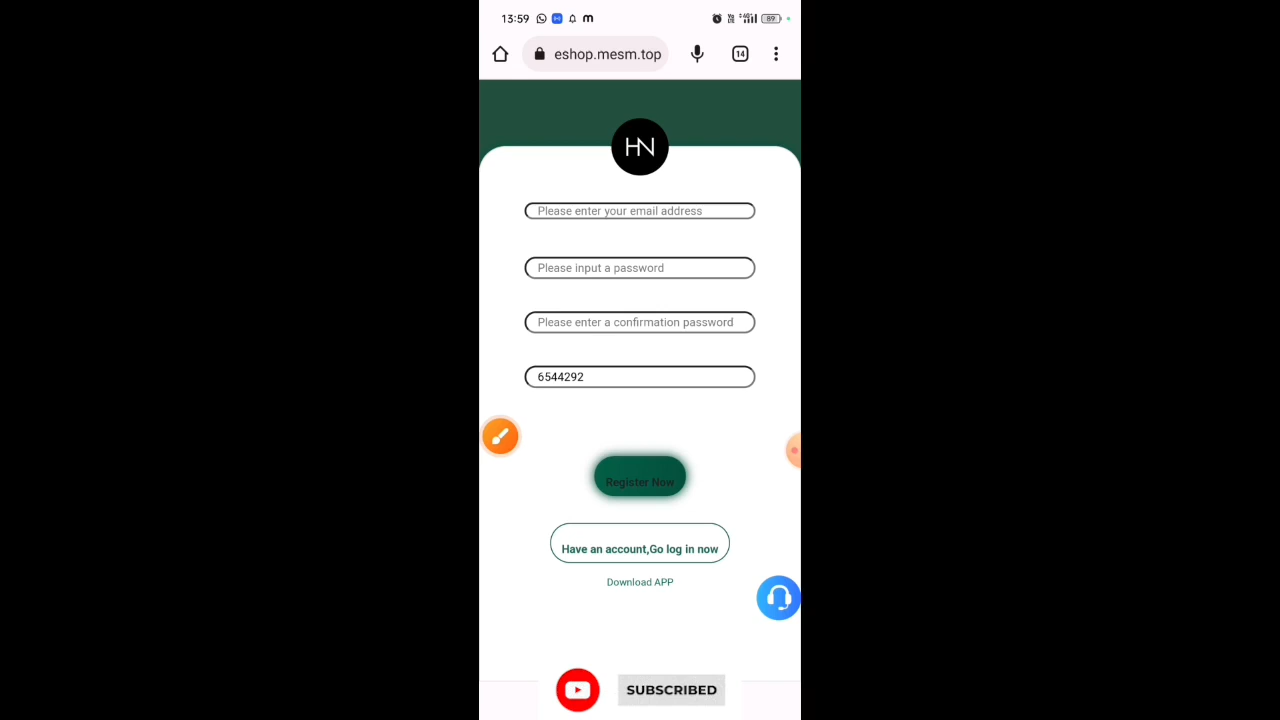 13:59
89
eshop.mesm.top
14
HN
Please enter your email address
Please input a password
Please enter a confirmation password
6544292
Register Now
Have an account,Go log in now
Download APP
SUBSCRIBED